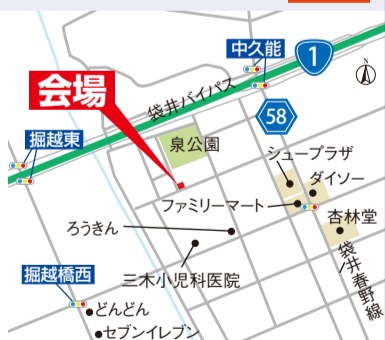 中久能
1
N
会場
袋井バイパス
58
掘越東
泉公園
シュープラザ
ダイソー
ファミリーマート
杏林堂
ろうきん
三木小児科医院
掘越橋西
どんどん
セブンイレブン
袋井春野線